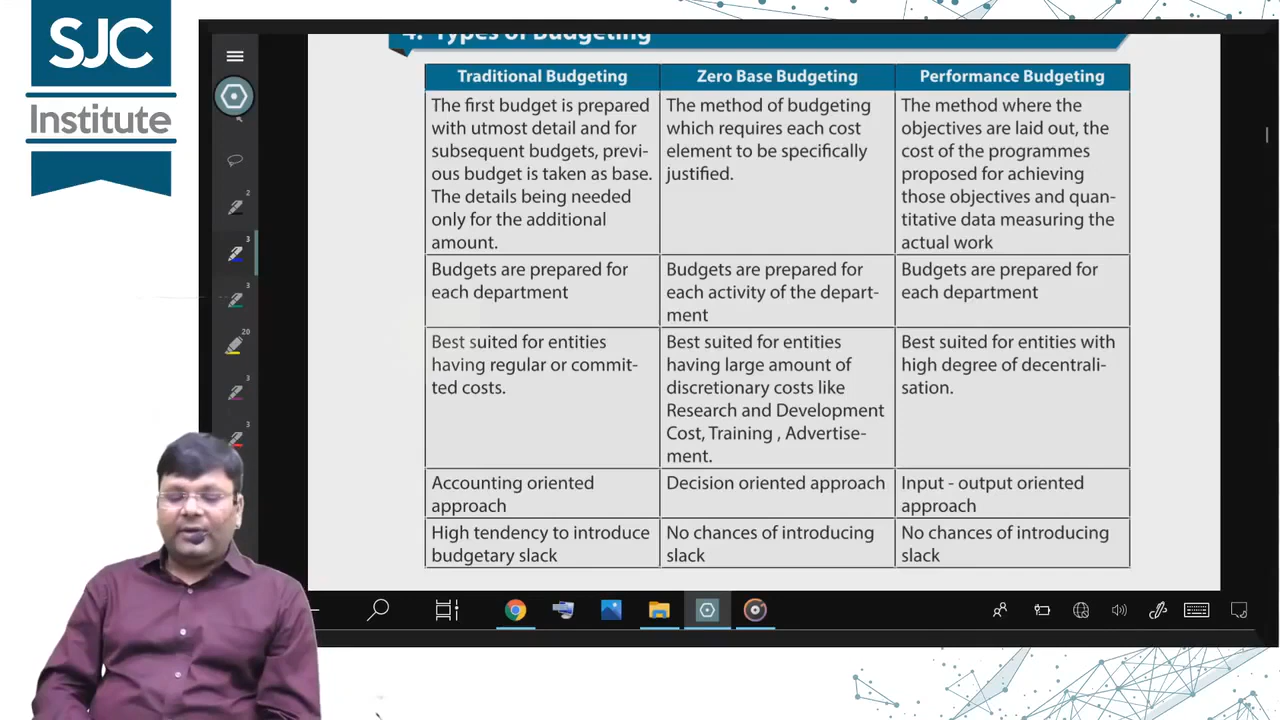 SJC
Institute
4. Types of Budgeting
Traditional Budgeting
Zero Base Budgeting
Performance Budgeting
The first budget is prepared
with utmost detail and for
subsequent budgets, previ-
ous budget is taken as base.
The details being needed
only for the additional
amount.
The method of budgeting
which requires each cost
element to be specifically
justified.
The method where the
objectives are laid out, the
cost of the programmes
proposed for achieving
those objectives and quan-
titative data measuring the
actual work
Budgets are prepared for
each department
Budgets are prepared for
each activity of the depart-
ment
Budgets are prepared for
each department
Best suited for entities
having regular or commit-
ted costs.
Best suited for entities
having large amount of
discretionary costs like
Research and Development
Cost, Training , Advertise-
ment.
Best suited for entities with
high degree of decentrali-
sation.
Accounting oriented
approach
Decision oriented approach
Input - output oriented
approach
High tendency to introduce
budgetary slack
No chances of introducing
slack
No chances of introducing
slack
2
3
3
20
3
3